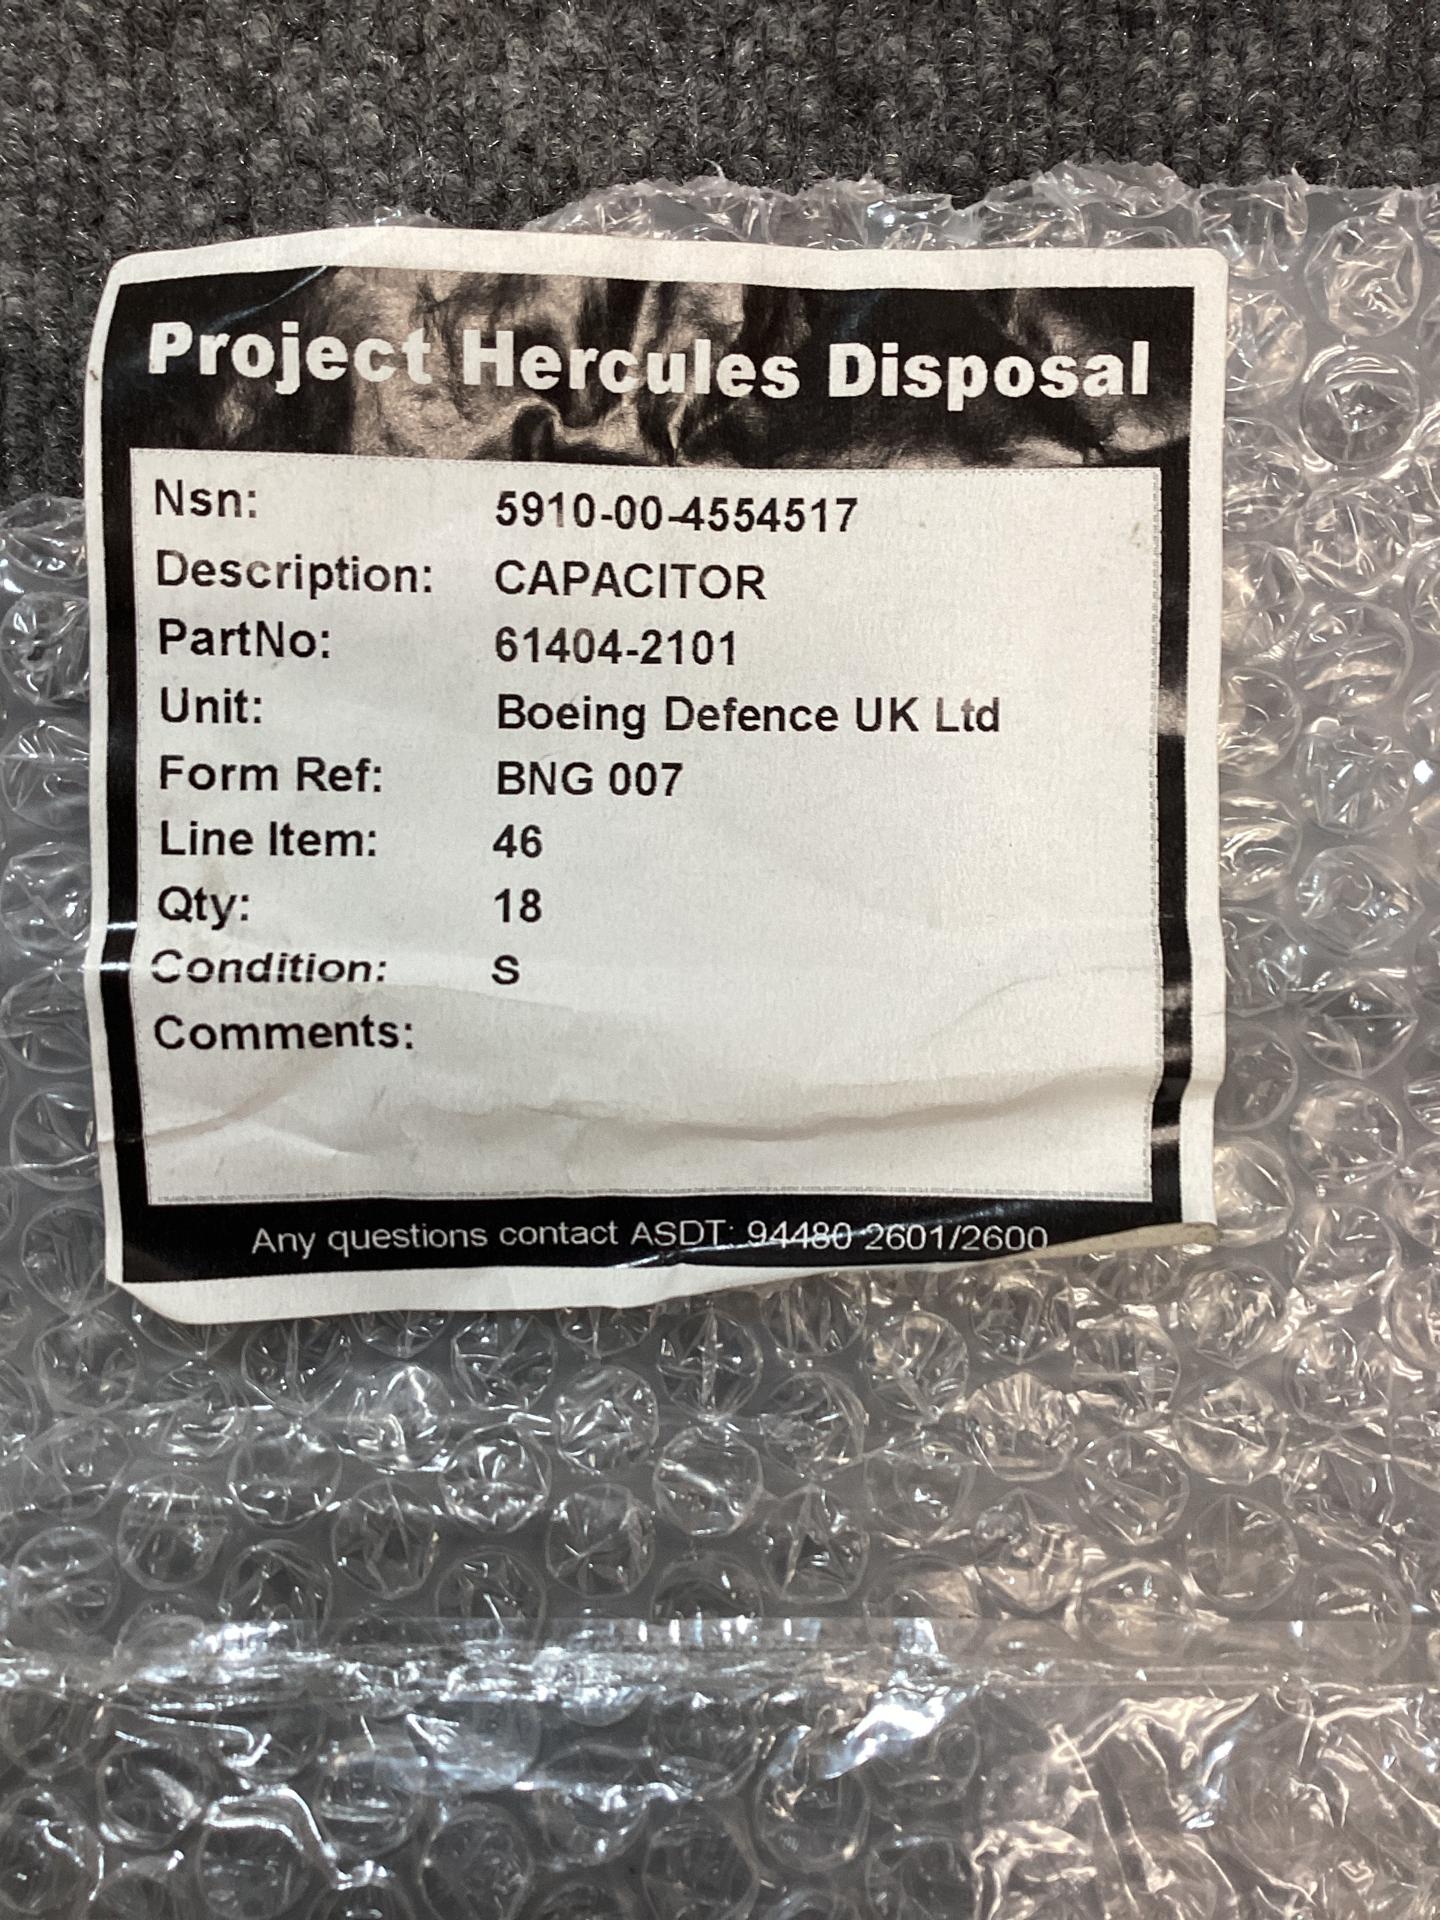 Project Hercules Disposal
Nsn: 5910-00-4554517
Description: CAPACITOR
PartNo: 61404-2101
Unit: Boeing Defence UK Ltd
Form Ref: BNG 007
Line Item: 46
Qty: 18
Condition: S
Comments:
Any questions contact ASDT: 94480 2601/2600